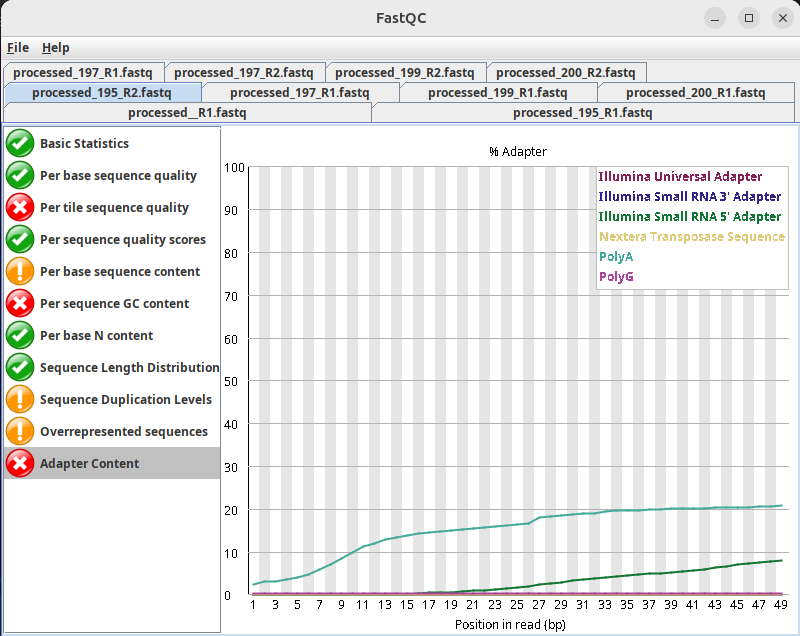 FastQC
File Help
processed_197_R1.fastq processed_197_R2.fastq processed_199_R2.fastq processed_200_R2.fastq
processed_195_R2.fastq processed_197_R1.fastq processed_199_R1.fastq processed_200_R1.fastq
processed__R1.fastq processed_195_R1.fastq
Basic Statistics
Per base sequence quality
Per tile sequence quality
Per sequence quality scores
Per base sequence content
Per sequence GC content
Per base N content
Sequence Length Distribution
Sequence Duplication Levels
Overrepresented sequences
Adapter Content
% Adapter
100
90
80
70
60
50
40
30
20
10
0
Illumina Universal Adapter
Illumina Small RNA 3' Adapter
Illumina Small RNA 5' Adapter
Nextera Transposase Sequence
PolyA
PolyG
1 3 5 7 9 11 13 15 17 19 21 23 25 27 29 31 33 35 37 39 41 43 45 47 49
Position in read (bp)